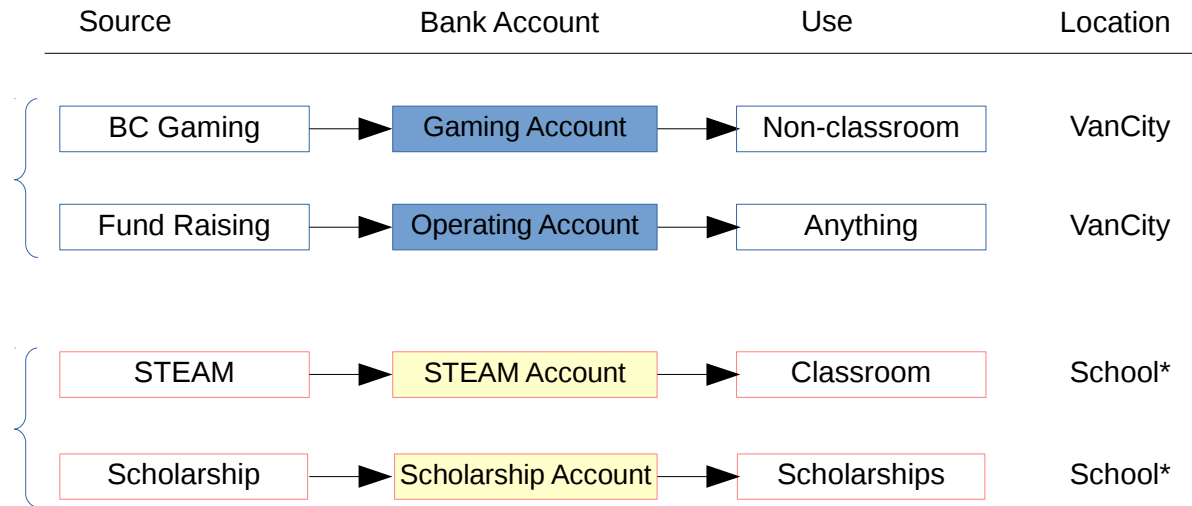 Source Bank Account Use Location
BC Gaming Gaming Account Non-classroom VanCity
Fund Raising Operating Account Anything VanCity
STEAM STEAM Account Classroom School*
Scholarship Scholarship Account Scholarships School*